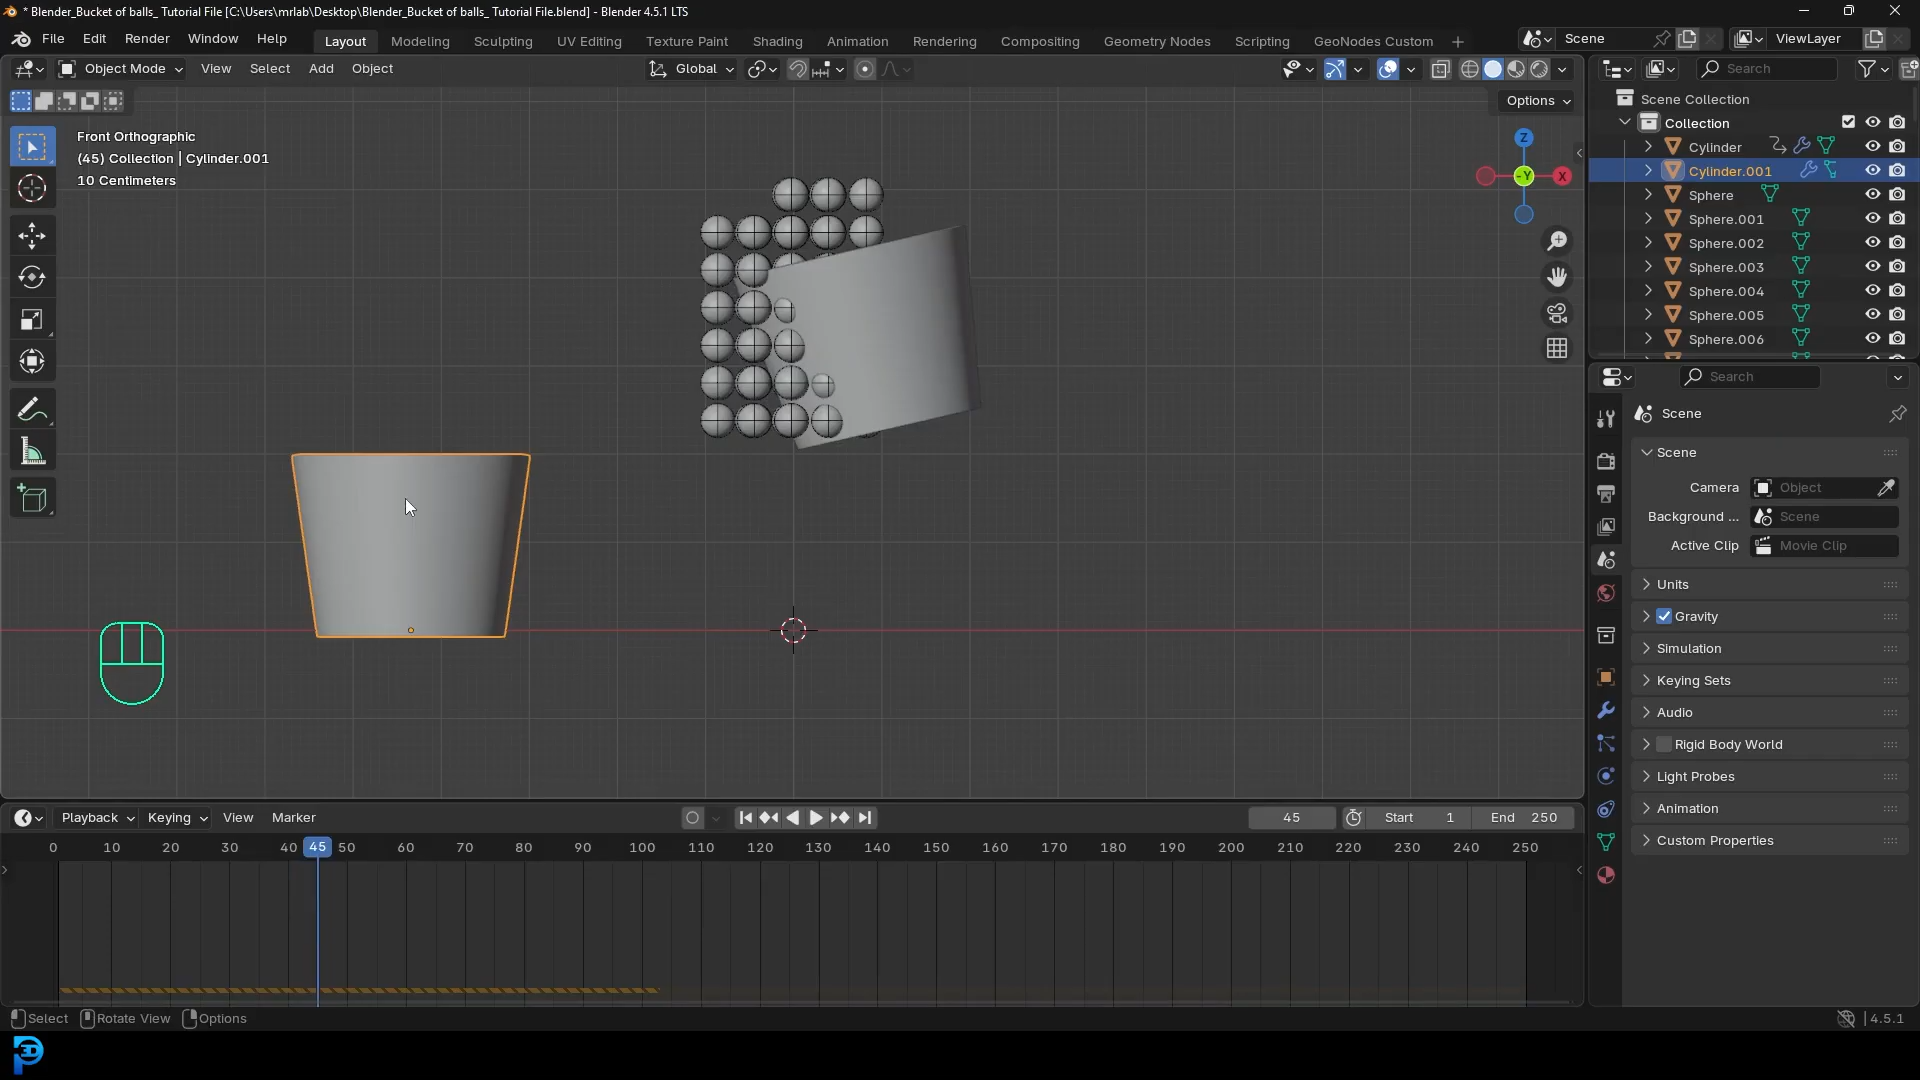 * Blender_Bucket of balls_ Tutorial File [C:\Users\mrlab\Desktop\Blender_Bucket of balls_ Tutorial File.blend] - Blender 4.5.1 LTS
File Edit Render Window Help Layout Modeling Sculpting UV Editing Texture Paint Shading Animation Rendering Compositing Geometry Nodes Scripting GeoNodes Custom + Scene ViewLayer
Object Mode View Select Add Object Global Search
Options
Front Orthographic
(45) Collection | Cylinder.001
10 Centimeters
Z
-Y
X
Scene Collection
Collection
Cylinder
Cylinder.001
Sphere
Sphere.001
Sphere.002
Sphere.003
Sphere.004
Sphere.005
Sphere.006
Search
Scene
Scene
Camera Object
Background ... Scene
Active Clip Movie Clip
Units
Gravity
Simulation
Keying Sets
Audio
Rigid Body World
Light Probes
Animation
Custom Properties
Playback Keying View Marker 45 Start 1 End 250
0 10 20 30 40 45 50 60 70 80 90 100 110 120 130 140 150 160 170 180 190 200 210 220 230 240 250
Select Rotate View Options 4.5.1